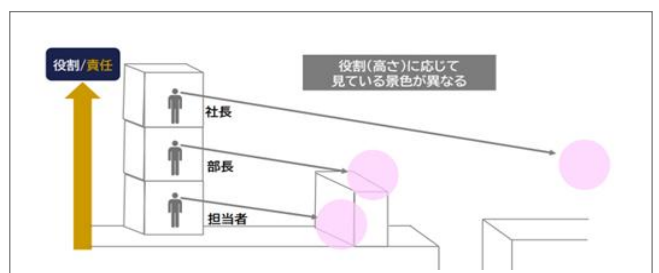 役割/責任
役割(高さ)に応じて
見ている景色が異なる
社長
部長
担当者